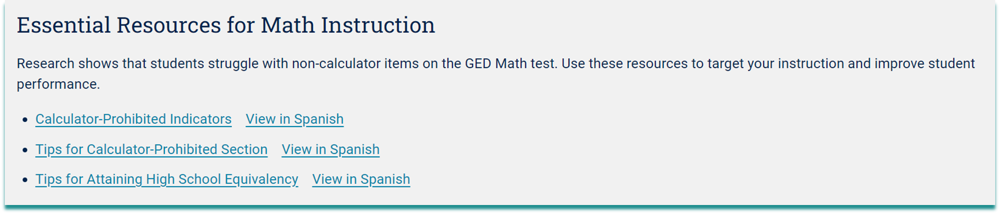 Essential Resources for Math Instruction
Research shows that students struggle with non-calculator items on the GED Math test. Use these resources to target your instruction and improve student
performance.
• Calculator-Prohibited Indicators View in Spanish
• Tips for Calculator-Prohibited Section View in Spanish
• Tips for Attaining High School Equivalency View in Spanish